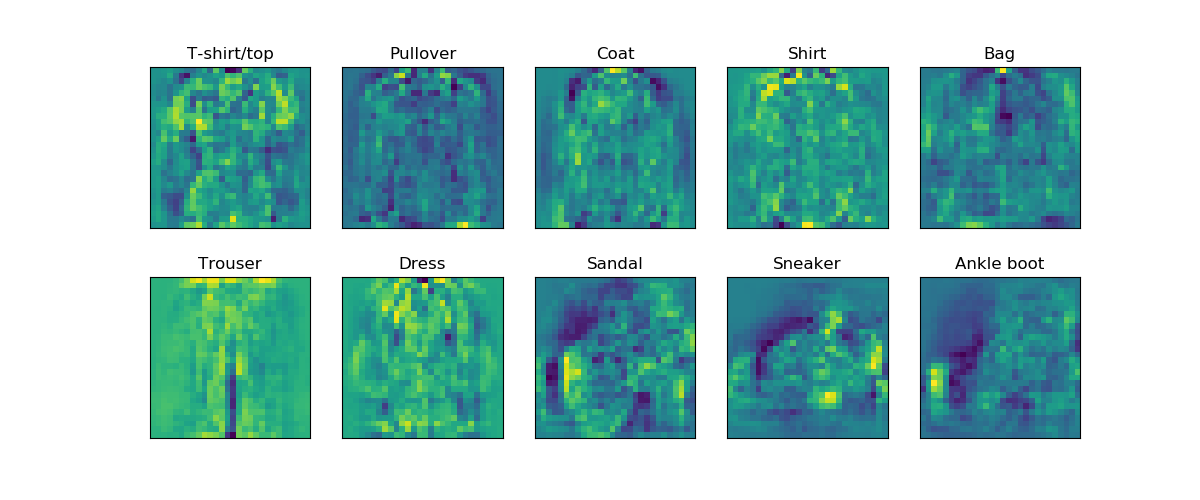 T-shirt/top
Pullover
Coat
Shirt
Bag
Trouser
Dress
Sandal
Sneaker
Ankle boot